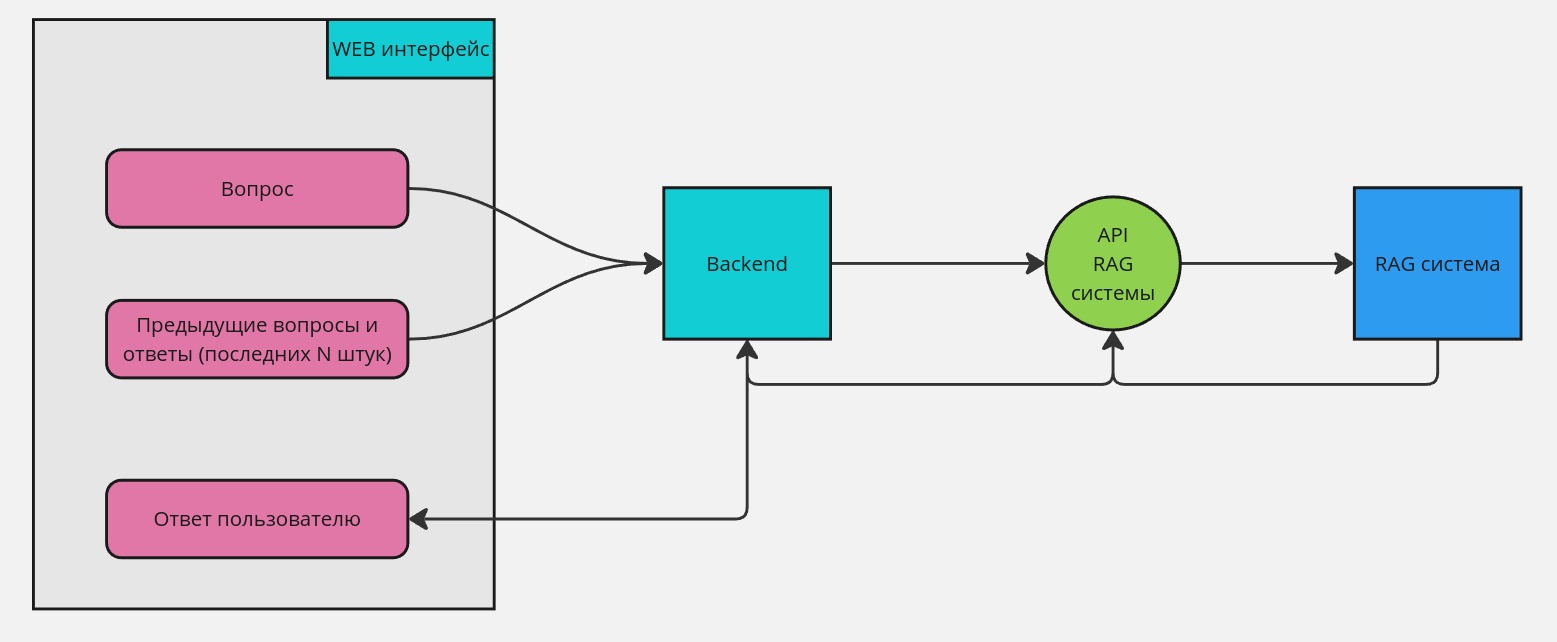 WEB интерфейс
Вопрос
Предыдущие вопросы и
ответы (последних N штук)
Ответ пользователю
Backend
API
RAG
системы
RAG система